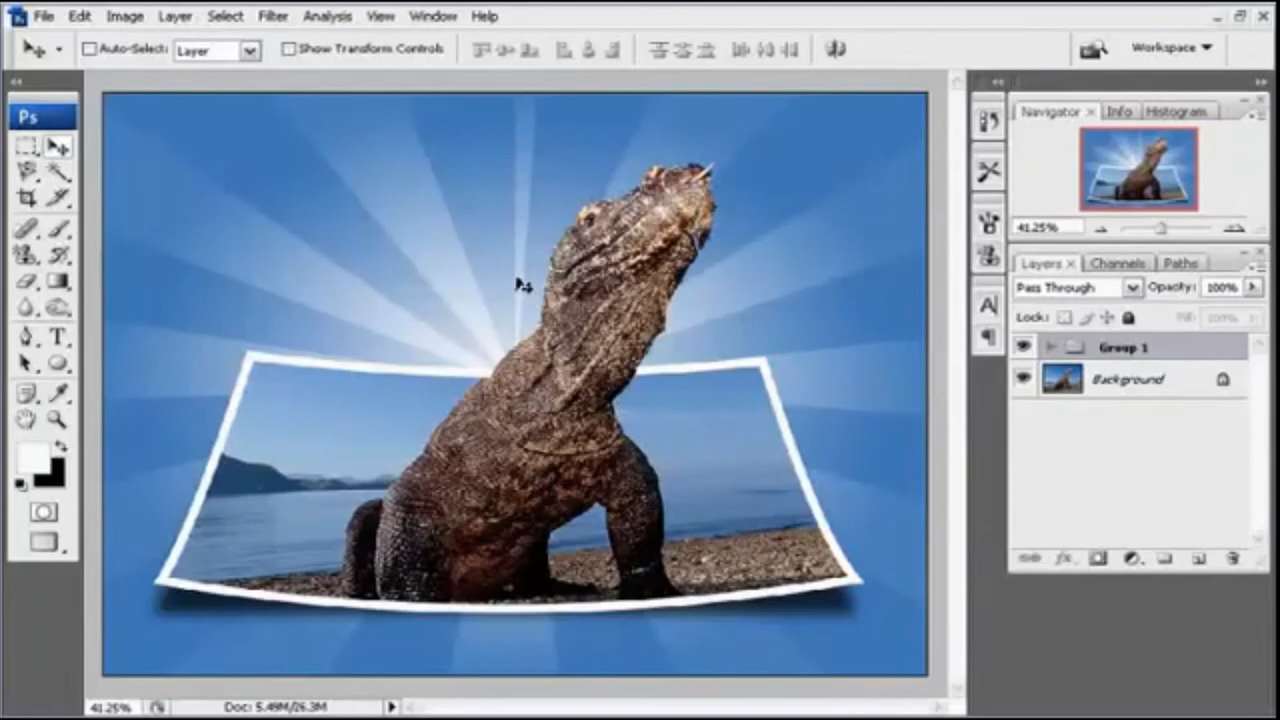 File Edit Image Layer Select Filter Analysis View Window Help
Auto-Select: Layer Show Transform Controls Workspace
Ps
Navigator Info Histogram
41.25%
Layers Channels Paths
Pass Through Opacity: 100%
Lock: Fill: 100%
Group 1
Background
T
A
41.25% Doc: 5.49M/26.3M